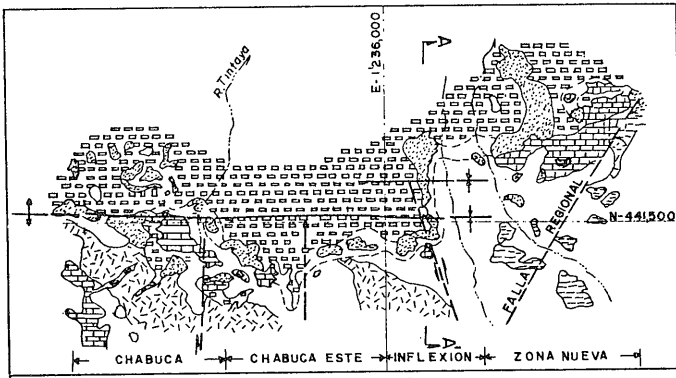 R. Tintaya
E-1'236,000
A
N-441,500
FALLA REGIONAL
N
A'
CHABUCA
CHABUCA ESTE
INFLEXION
ZONA NUEVA